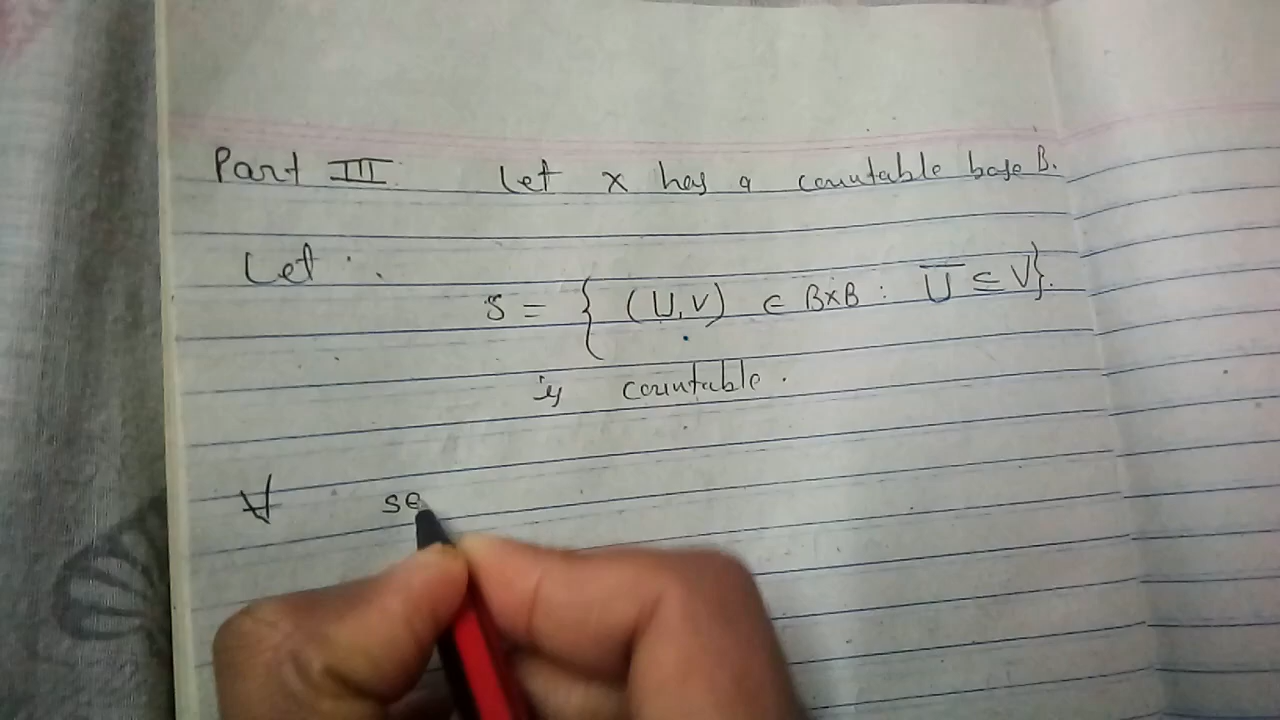 Part III. Let x has a countable base B.
Let :.
S = { (U,V) ∈ B×B : U̅ ⊆ V}.
is countable.
∀ se